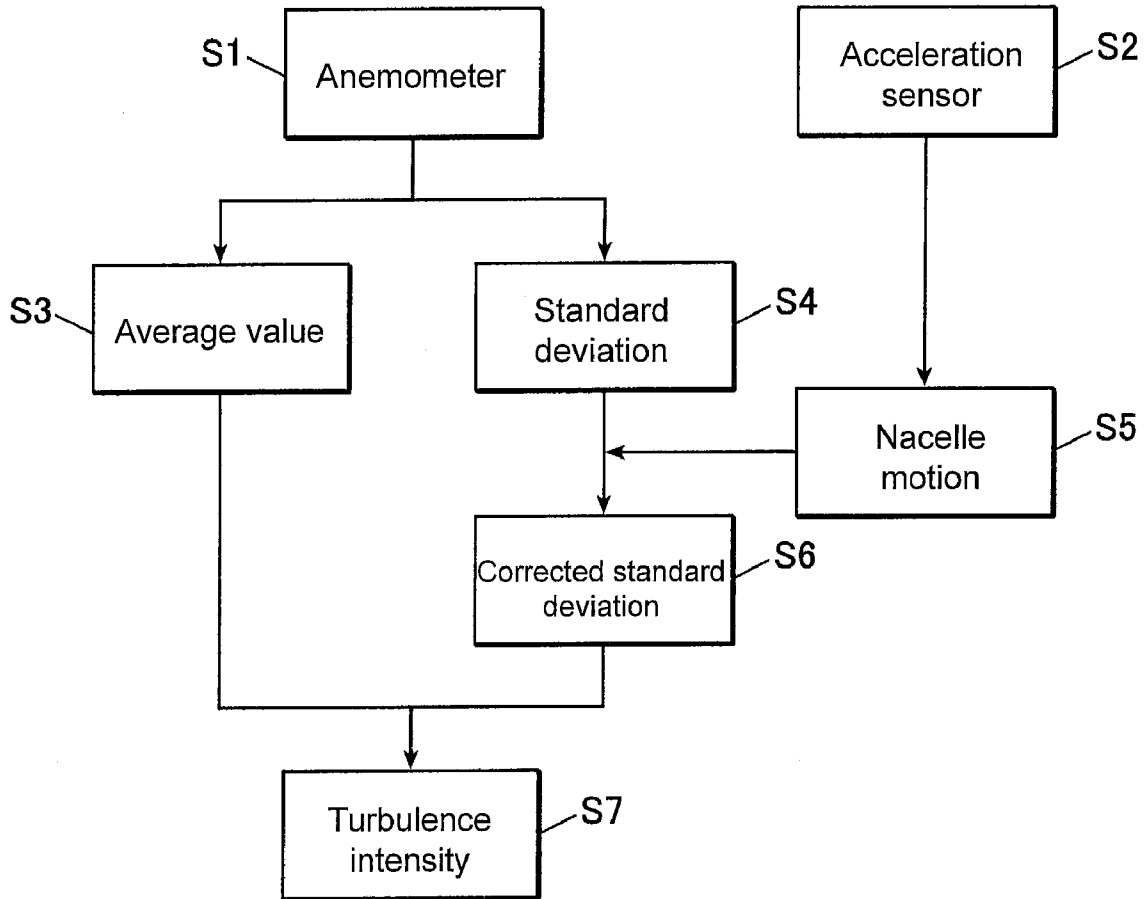 S1
Anemometer
Acceleration
sensor
S2
S3
Average value
Standard
deviation
S4
Nacelle
motion
S5
Corrected standard
deviation
S6
Turbulence
intensity
S7